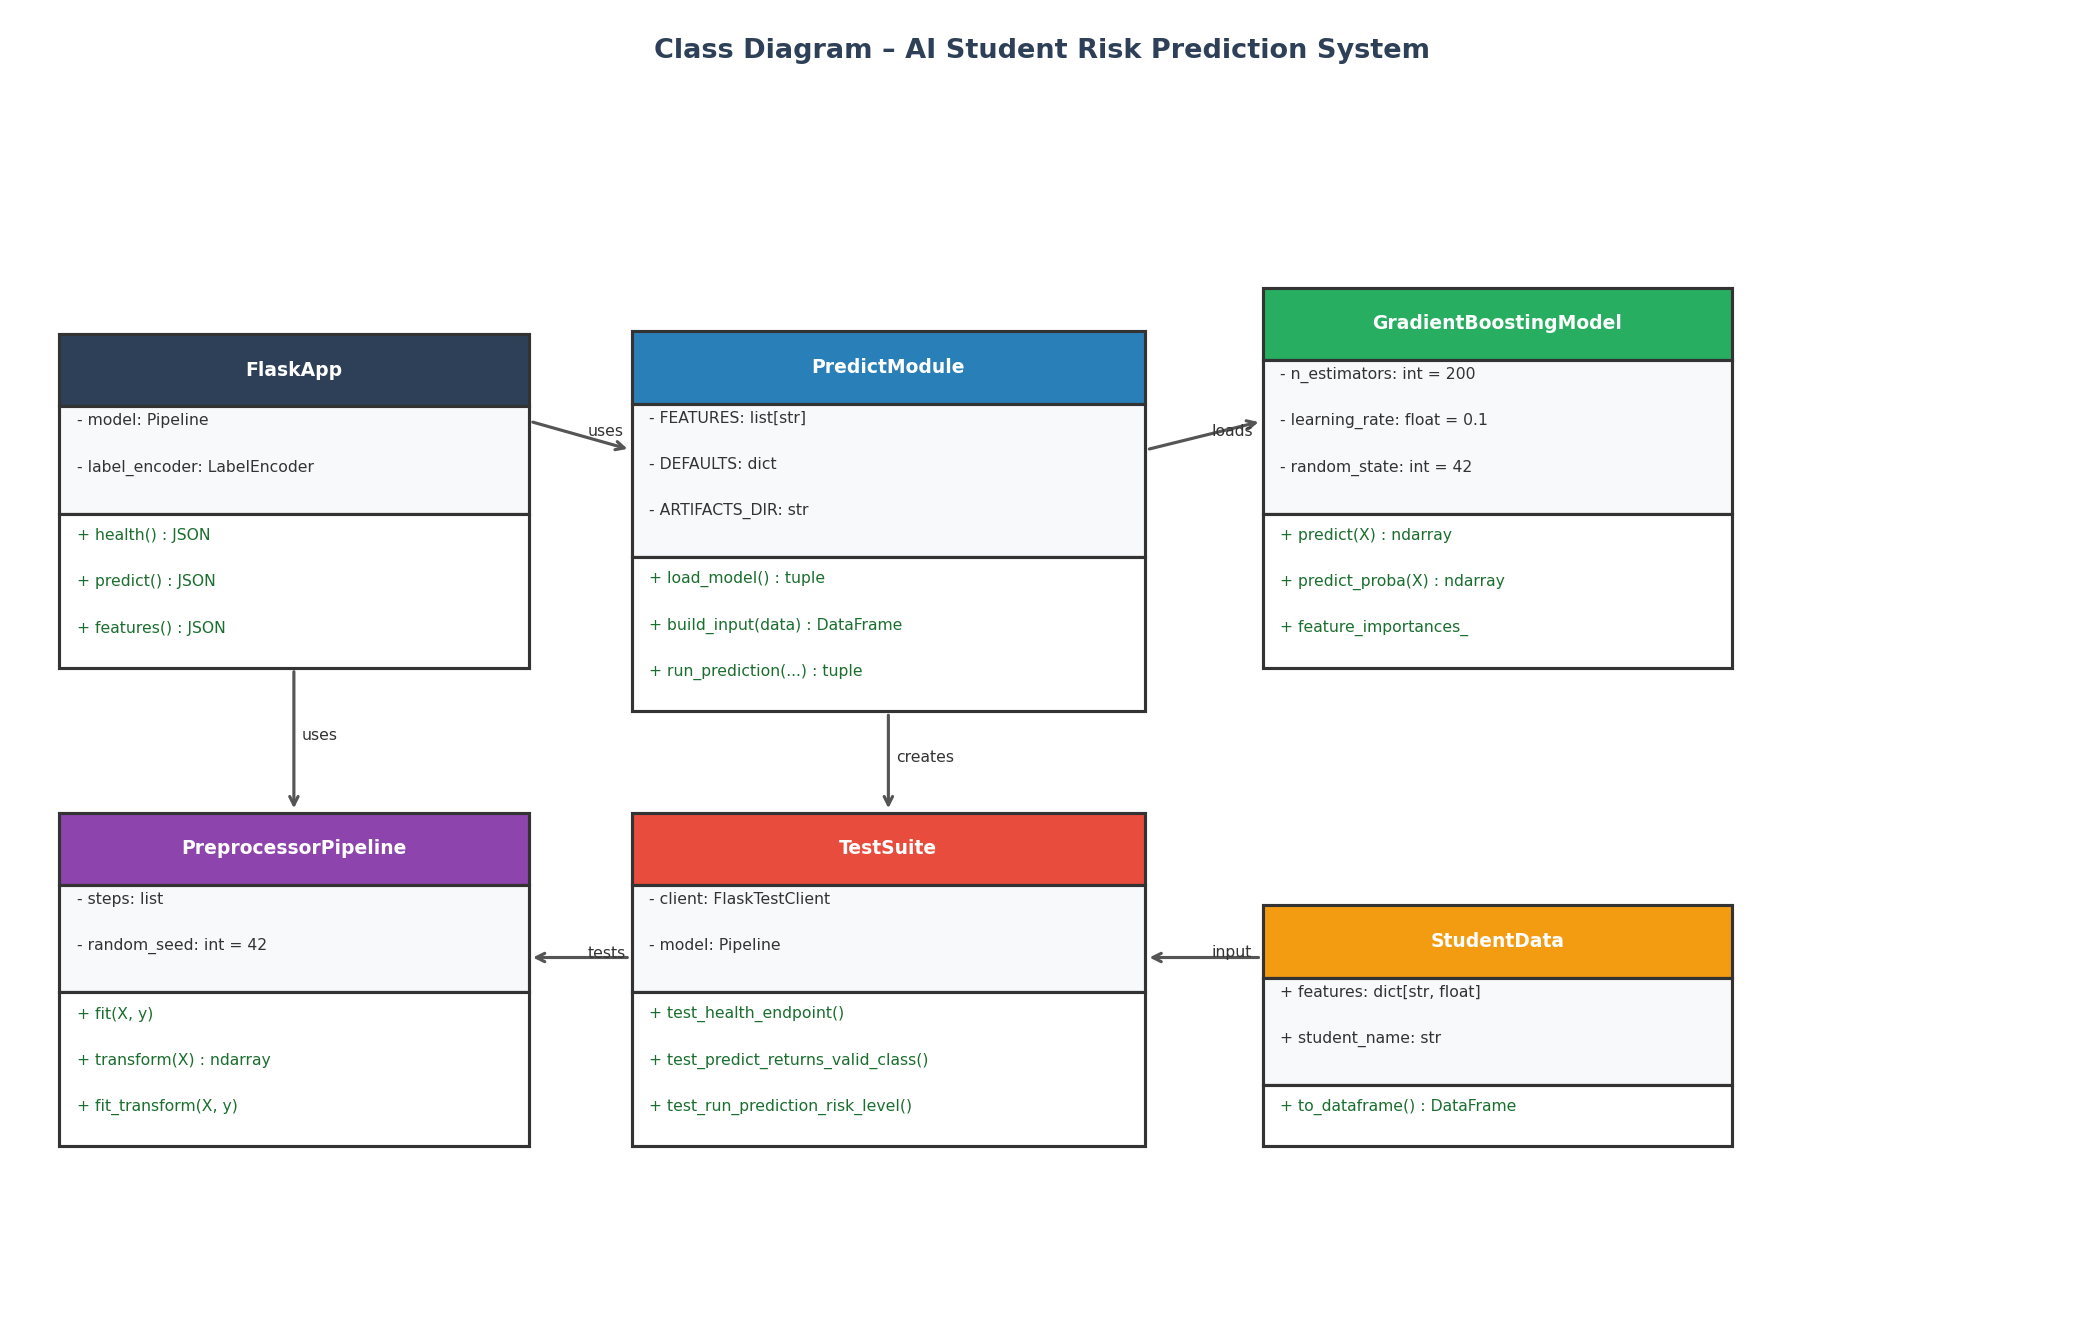 Class Diagram – AI Student Risk Prediction System
FlaskApp
- model: Pipeline
- label_encoder: LabelEncoder
+ health() : JSON
+ predict() : JSON
+ features() : JSON
uses
PredictModule
- FEATURES: list[str]
- DEFAULTS: dict
- ARTIFACTS_DIR: str
+ load_model() : tuple
+ build_input(data) : DataFrame
+ run_prediction(...) : tuple
loads
GradientBoostingModel
- n_estimators: int = 200
- learning_rate: float = 0.1
- random_state: int = 42
+ predict(X) : ndarray
+ predict_proba(X) : ndarray
+ feature_importances_
uses
creates
PreprocessorPipeline
- steps: list
- random_seed: int = 42
+ fit(X, y)
+ transform(X) : ndarray
+ fit_transform(X, y)
tests
TestSuite
- client: FlaskTestClient
- model: Pipeline
+ test_health_endpoint()
+ test_predict_returns_valid_class()
+ test_run_prediction_risk_level()
input
StudentData
+ features: dict[str, float]
+ student_name: str
+ to_dataframe() : DataFrame